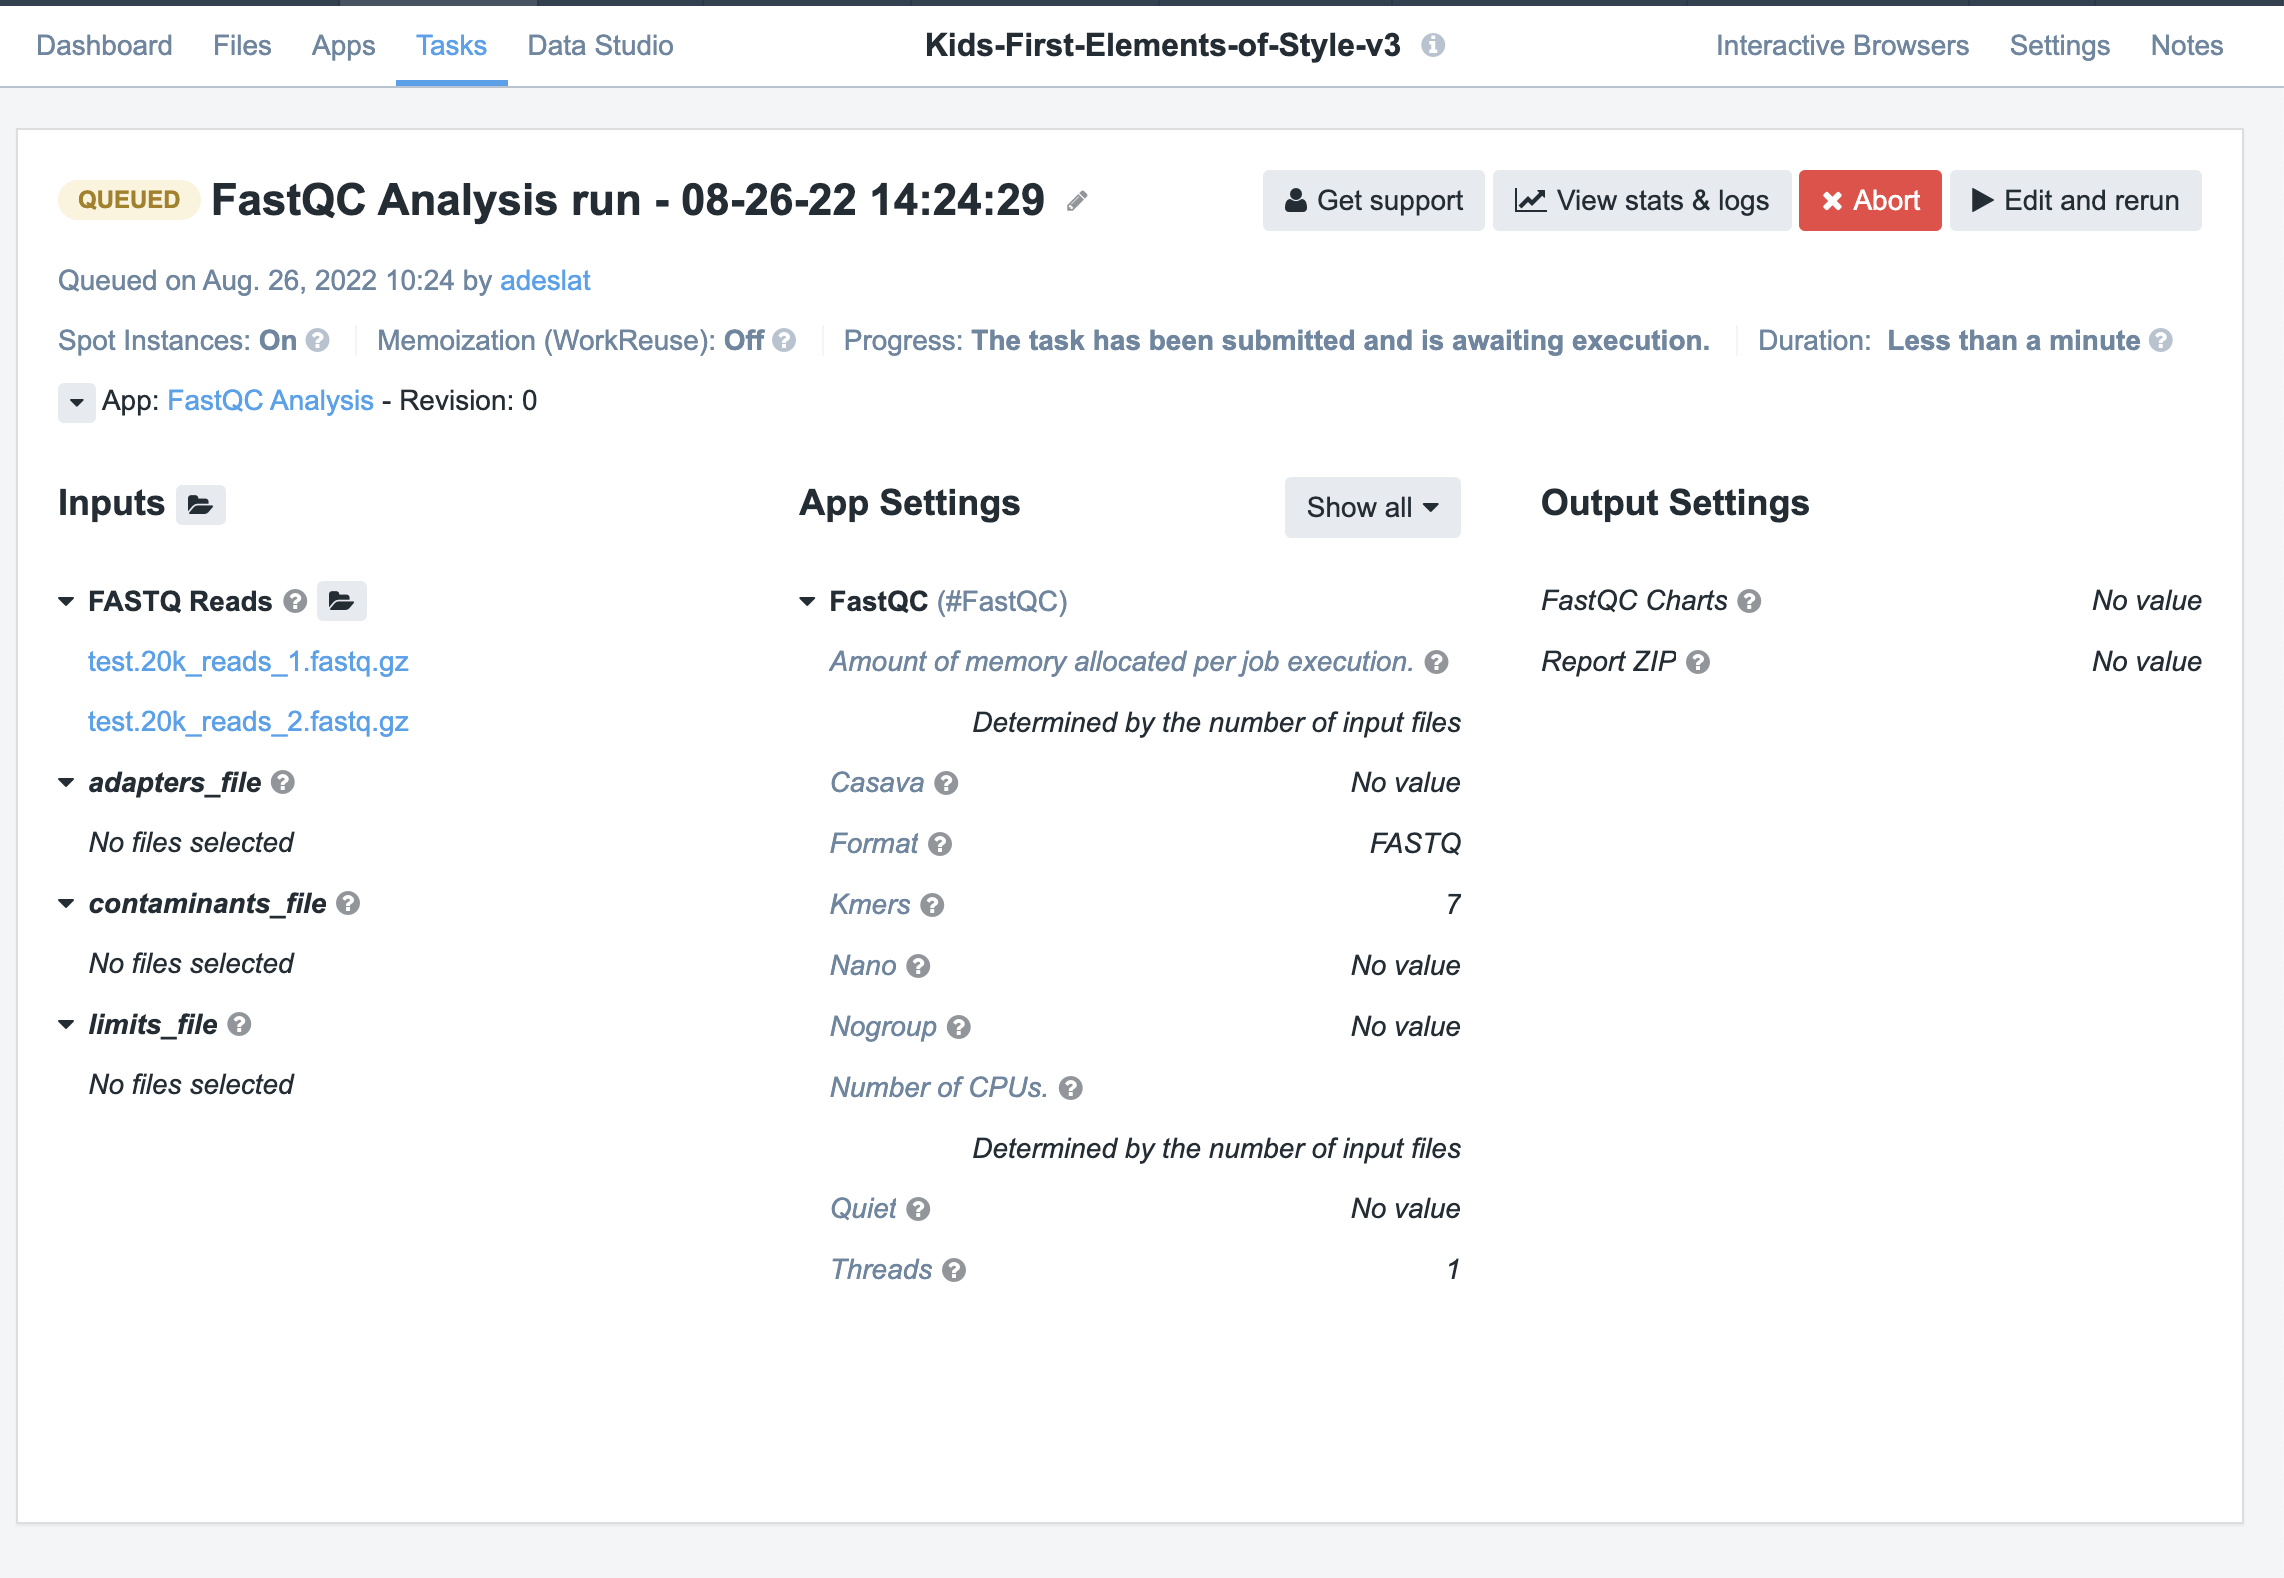 Dashboard Files Apps Tasks Data Studio Kids-First-Elements-of-Style-v3 Interactive Browsers Settings Notes
QUEUED FastQC Analysis run - 08-26-22 14:24:29 Get support View stats & logs Abort Edit and rerun
Queued on Aug. 26, 2022 10:24 by adeslat
Spot Instances: On Memoization (WorkReuse): Off Progress: The task has been submitted and is awaiting execution. Duration: Less than a minute
App: FastQC Analysis - Revision: 0
Inputs
FASTQ Reads
test.20k_reads_1.fastq.gz
test.20k_reads_2.fastq.gz
adapters_file
No files selected
contaminants_file
No files selected
limits_file
No files selected
App Settings Show all
FastQC (#FastQC)
Amount of memory allocated per job execution.
Determined by the number of input files
Casava No value
Format FASTQ
Kmers 7
Nano No value
Nogroup No value
Number of CPUs.
Determined by the number of input files
Quiet No value
Threads 1
Output Settings
FastQC Charts No value
Report ZIP No value